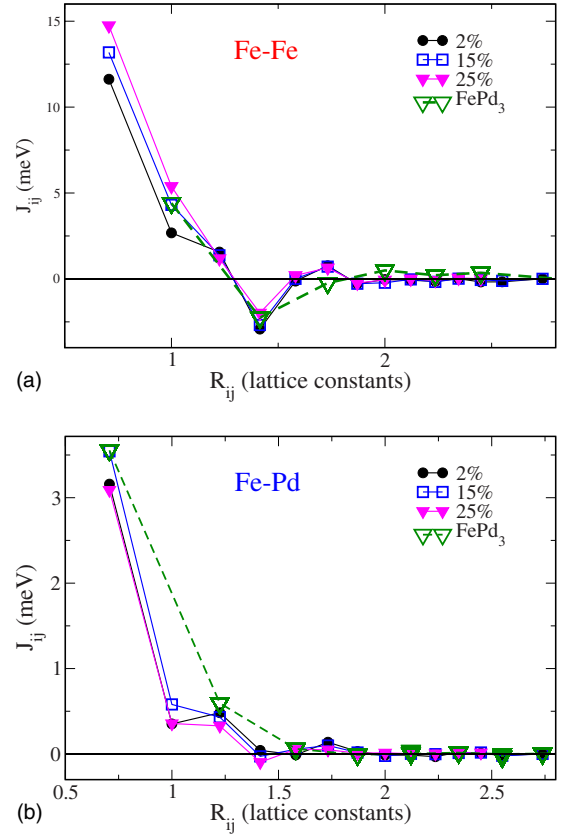 15
10
5
0
J_ij (meV)
Fe-Fe
2%
15%
25%
FePd_3
1
2
R_ij (lattice constants)
(a)
3
2
1
0
J_ij (meV)
Fe-Pd
2%
15%
25%
FePd_3
0.5
1
1.5
2
2.5
R_ij (lattice constants)
(b)